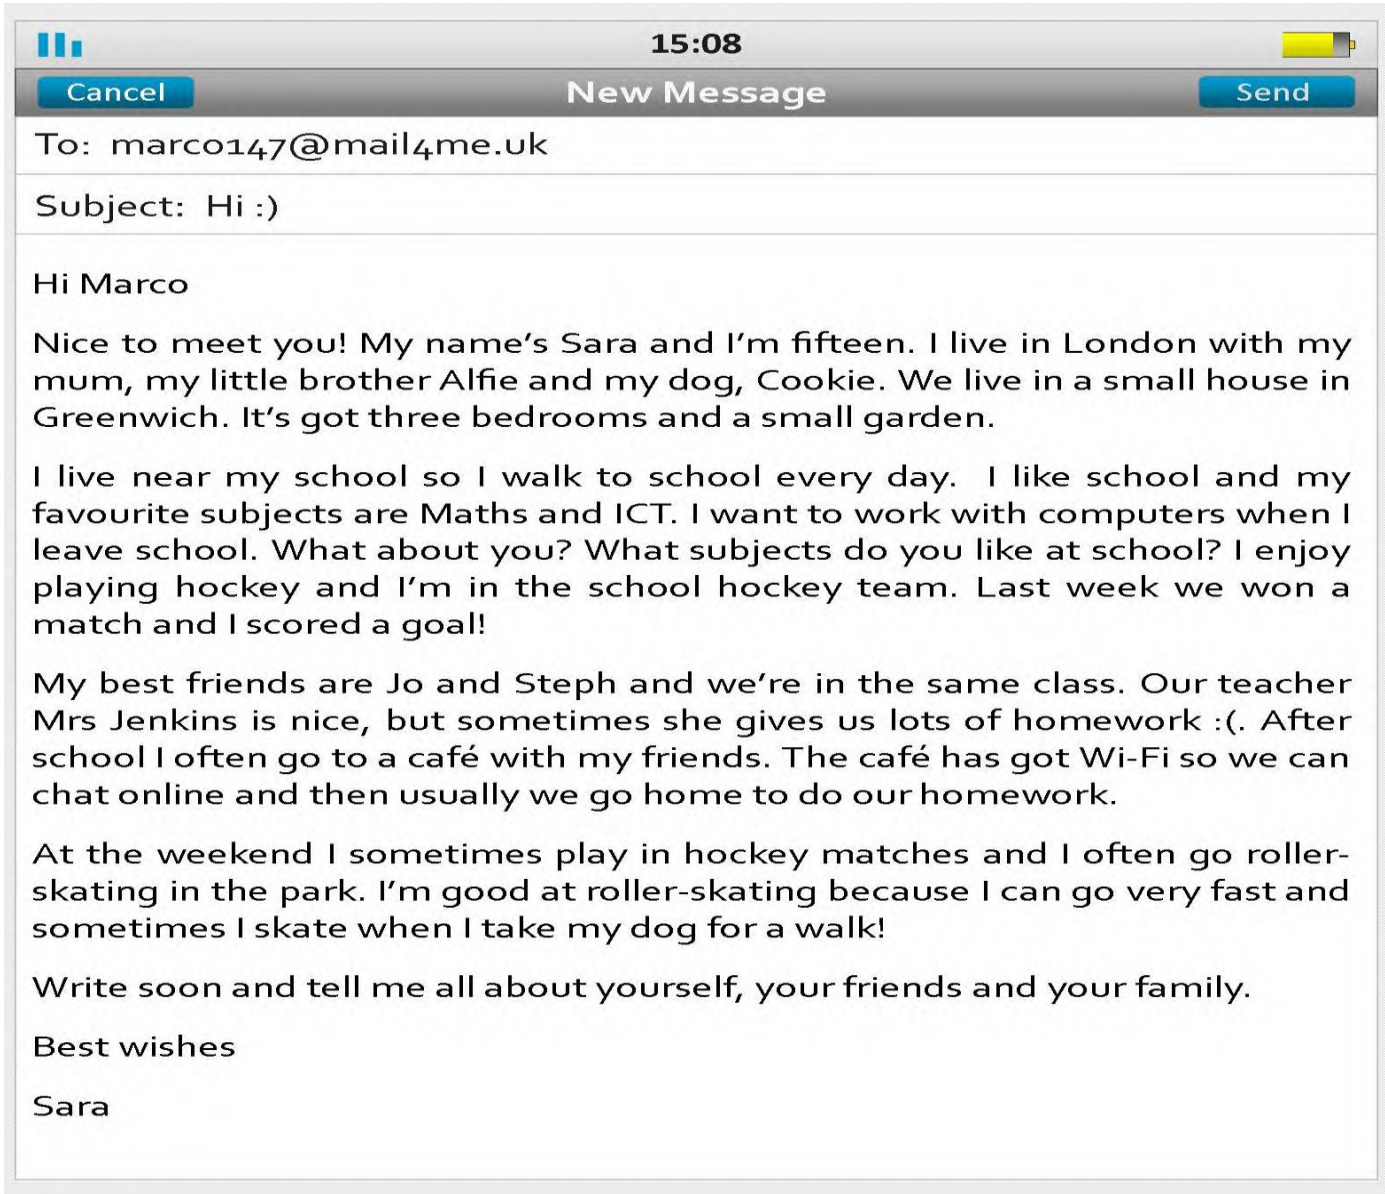 15:08
Cancel New Message Send
To: marco147@mail4me.uk
Subject: Hi :)
Hi Marco
Nice to meet you! My name's Sara and I'm fifteen. I live in London with my
mum, my little brother Alfie and my dog, Cookie. We live in a small house in
Greenwich. It's got three bedrooms and a small garden.
I live near my school so I walk to school every day. I like school and my
favourite subjects are Maths and ICT. I want to work with computers when I
leave school. What about you? What subjects do you like at school? I enjoy
playing hockey and I'm in the school hockey team. Last week we won a
match and I scored a goal!
My best friends are Jo and Steph and we're in the same class. Our teacher
Mrs Jenkins is nice, but sometimes she gives us lots of homework :(. After
school I often go to a café with my friends. The café has got Wi-Fi so we can
chat online and then usually we go home to do our homework.
At the weekend I sometimes play in hockey matches and I often go roller-
skating in the park. I'm good at roller-skating because I can go very fast and
sometimes I skate when I take my dog for a walk!
Write soon and tell me all about yourself, your friends and your family.
Best wishes
Sara